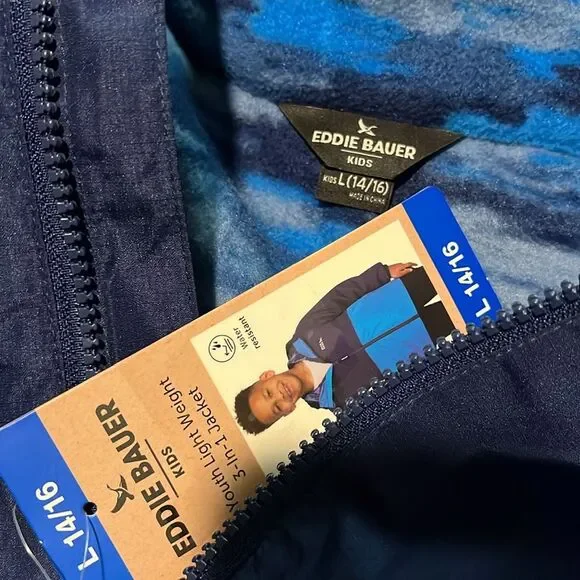 EDDIE BAUER
KIDS
KIDS L (14/16)
MADE IN CHINA
L 14/16
Water
resistant
EDDIE BAUER
KIDS
Youth Light Weight
3-In-1 Jacket
L 14/16